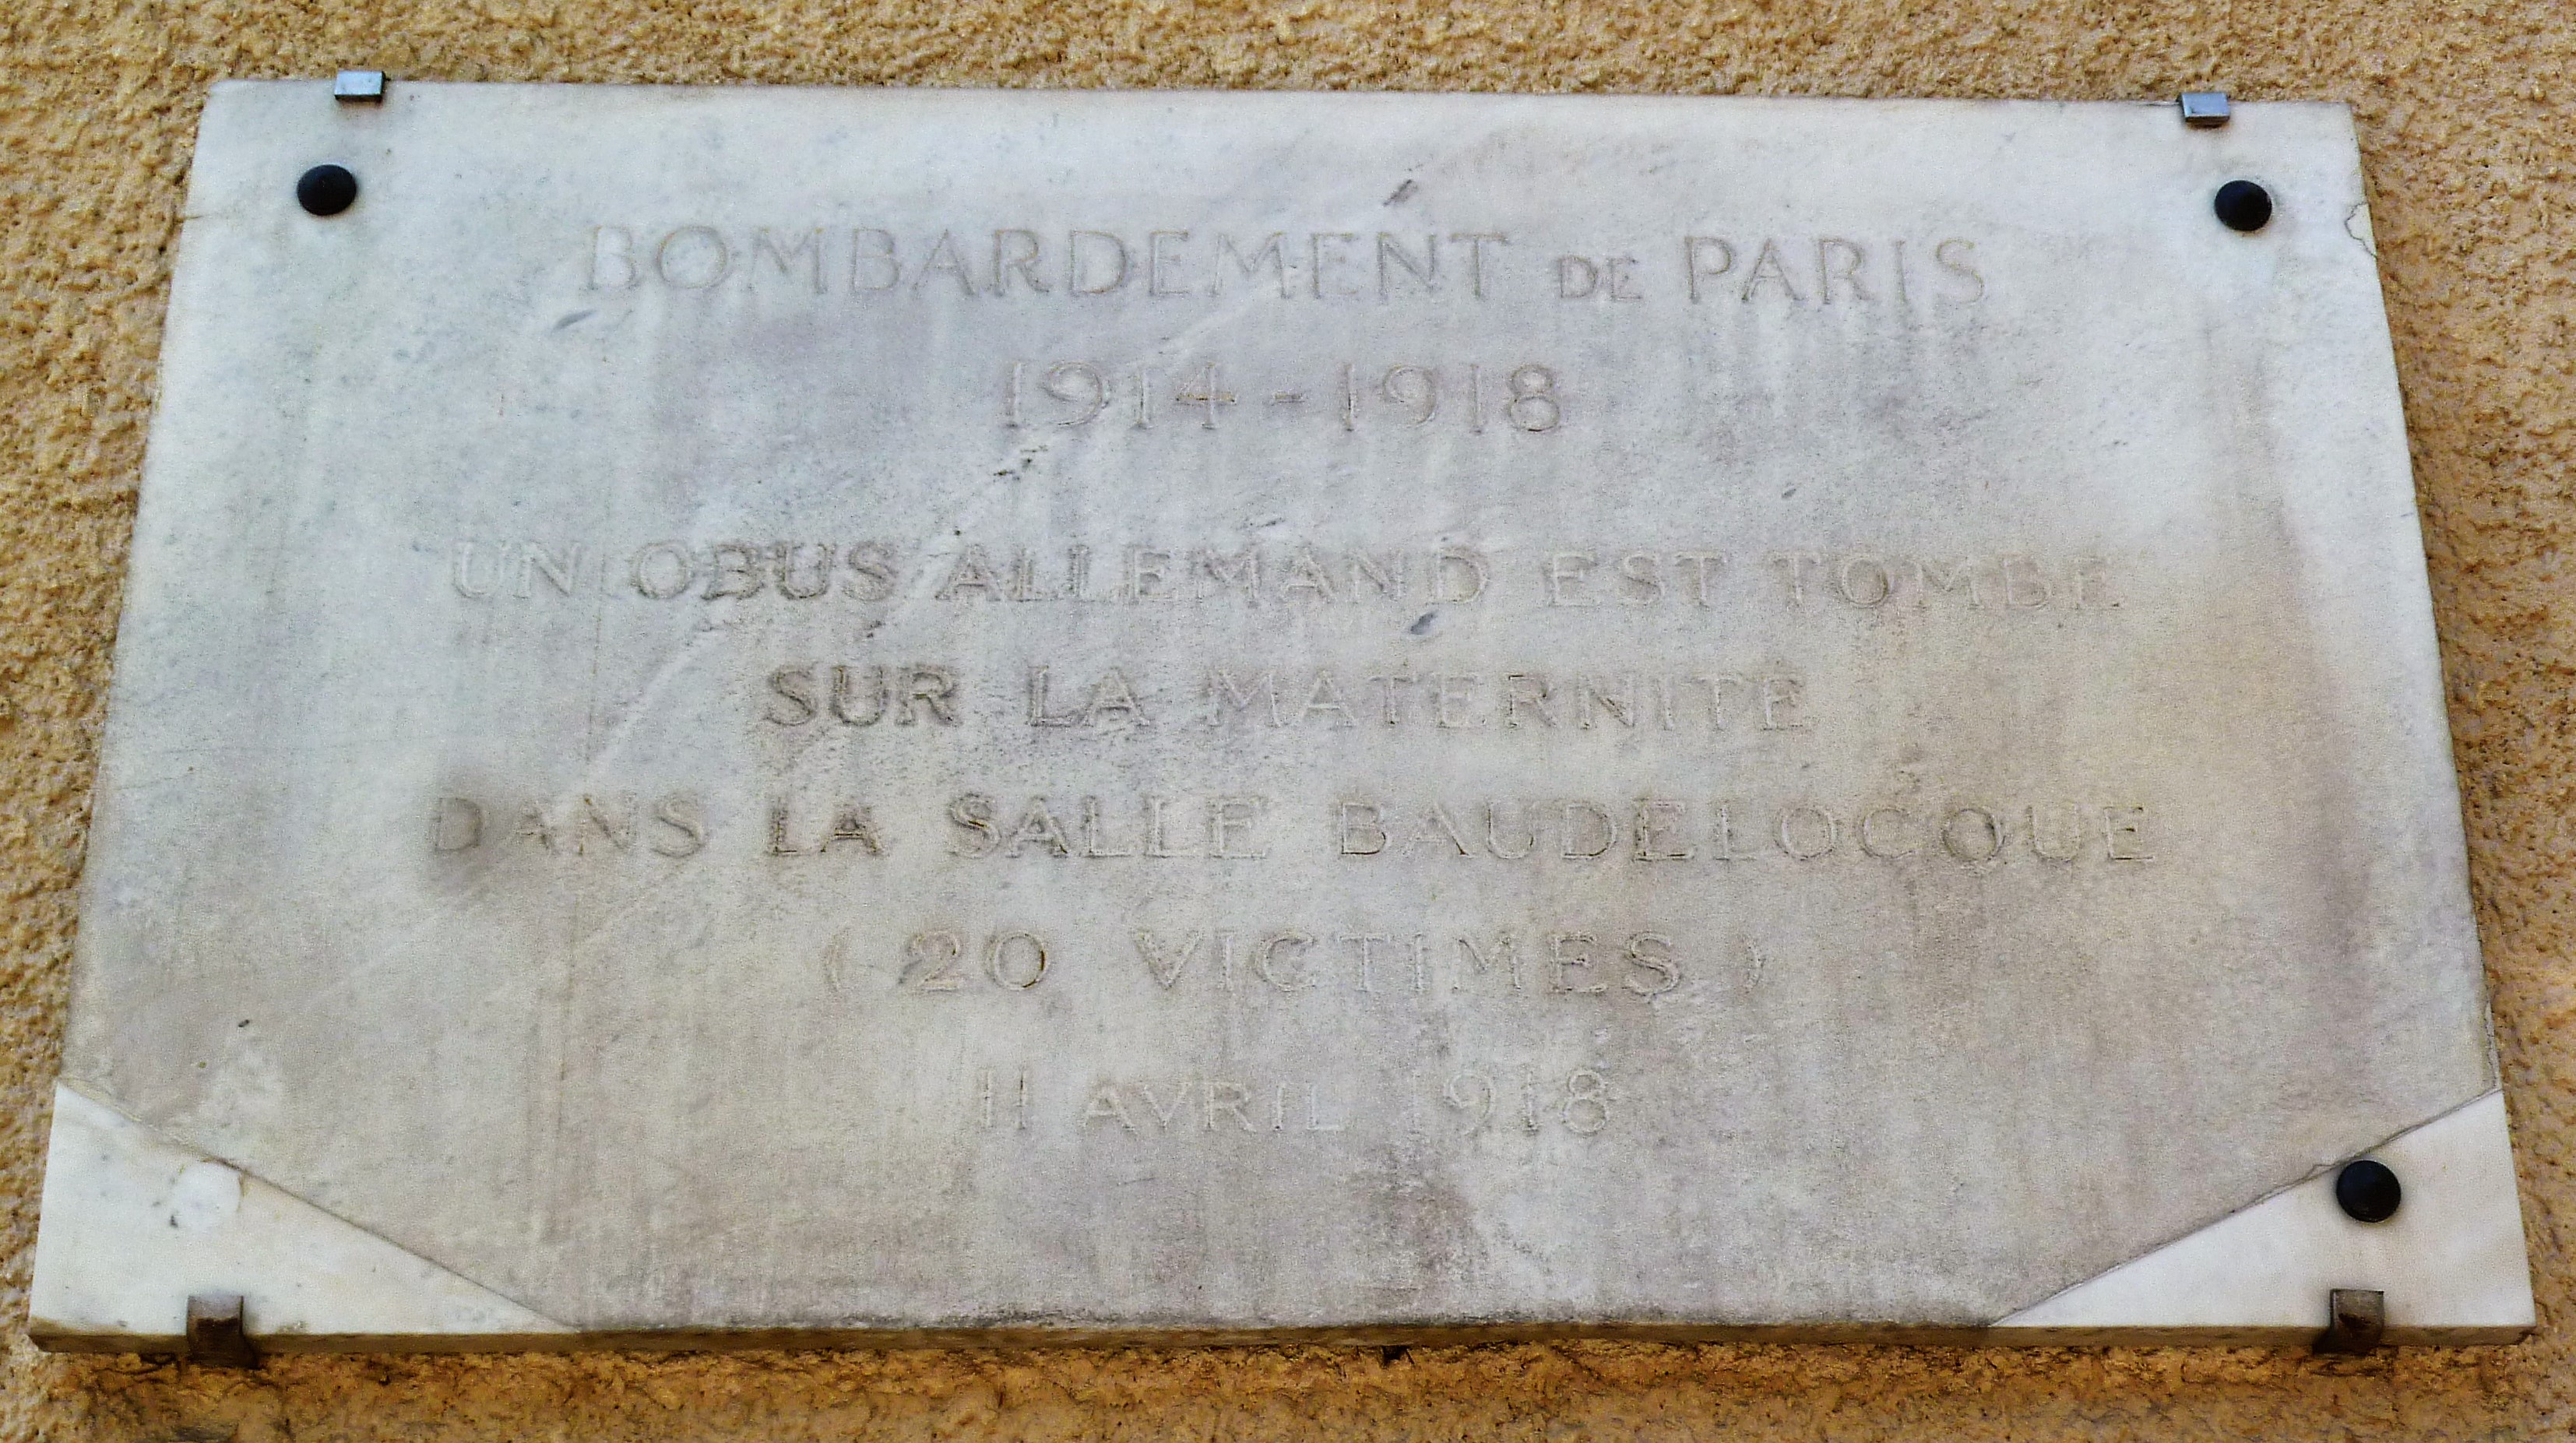 BOMBARDEMENT DE PARIS
1914-1918
UN OBUS ALLEMAND EST TOMBE
SUR LA MATERNITE
DANS LA SALLE BAUDELOCQUE
( 20 VICTIMES )
11 AVRIL 1918